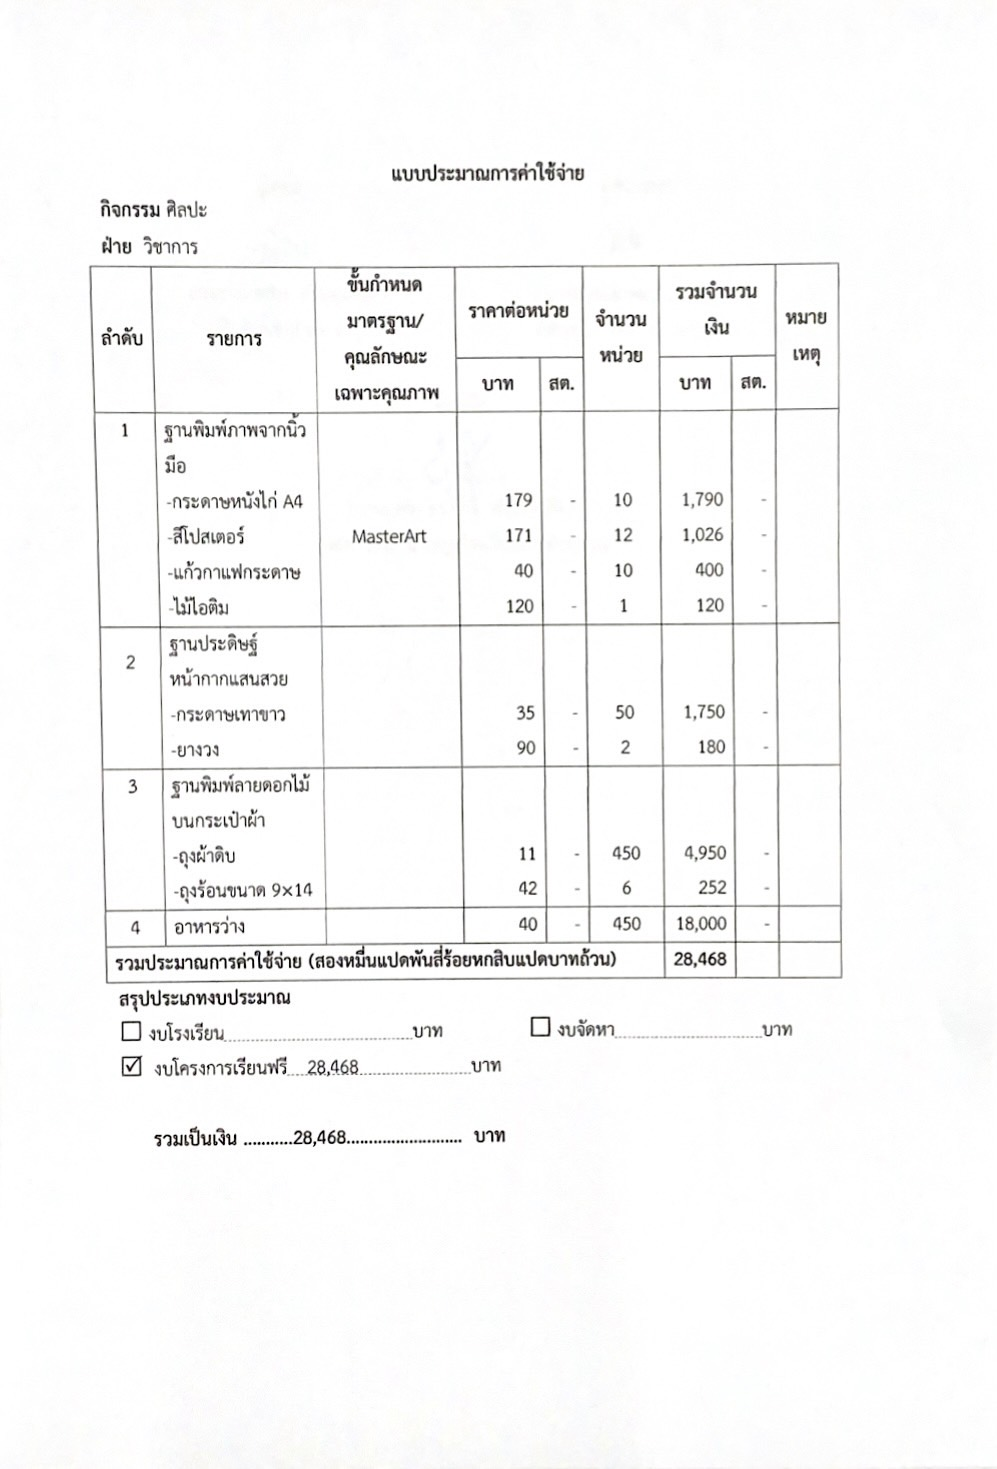 แบบประมาณการค่าใช้จ่าย
กิจกรรม ศิลปะ
ฝ่าย วิชาการ
ลำดับ รายการ ขั้นกำหนด มาตรฐาน/ คุณลักษณะ เฉพาะคุณภาพ ราคาต่อหน่วย จำนวน หน่วย รวมจำนวน เงิน หมาย เหตุ
บาท สต. บาท สต.
1 ฐานพิมพ์ภาพจากนิ้ว
มือ
-กระดาษหนังไก่ A4 179 - 10 1,790 -
-สีโปสเตอร์ MasterArt 171 - 12 1,026 -
-แก้วกาแฟกระดาษ 40 - 10 400 -
-ไม้ไอติม 120 - 1 120 -
2 ฐานประดิษฐ์
หน้ากากแสนสวย
-กระดาษเทาขาว 35 - 50 1,750 -
-ยางวง 90 - 2 180 -
3 ฐานพิมพ์ลายดอกไม้
บนกระเป๋าผ้า
-ถุงผ้าดิบ 11 - 450 4,950 -
-ถุงร้อนขนาด 9×14 42 - 6 252 -
4 อาหารว่าง 40 - 450 18,000 -
รวมประมาณการค่าใช้จ่าย (สองหมื่นแปดพันสี่ร้อยหกสิบแปดบาทถ้วน) 28,468
สรุปประเภทงบประมาณ
☐ งบโรงเรียน..............................บาท ☐ งบจัดหา..............................บาท
☑ งบโครงการเรียนฟรี....28,468....................บาท
รวมเป็นเงิน ...........28,468.......................... บาท